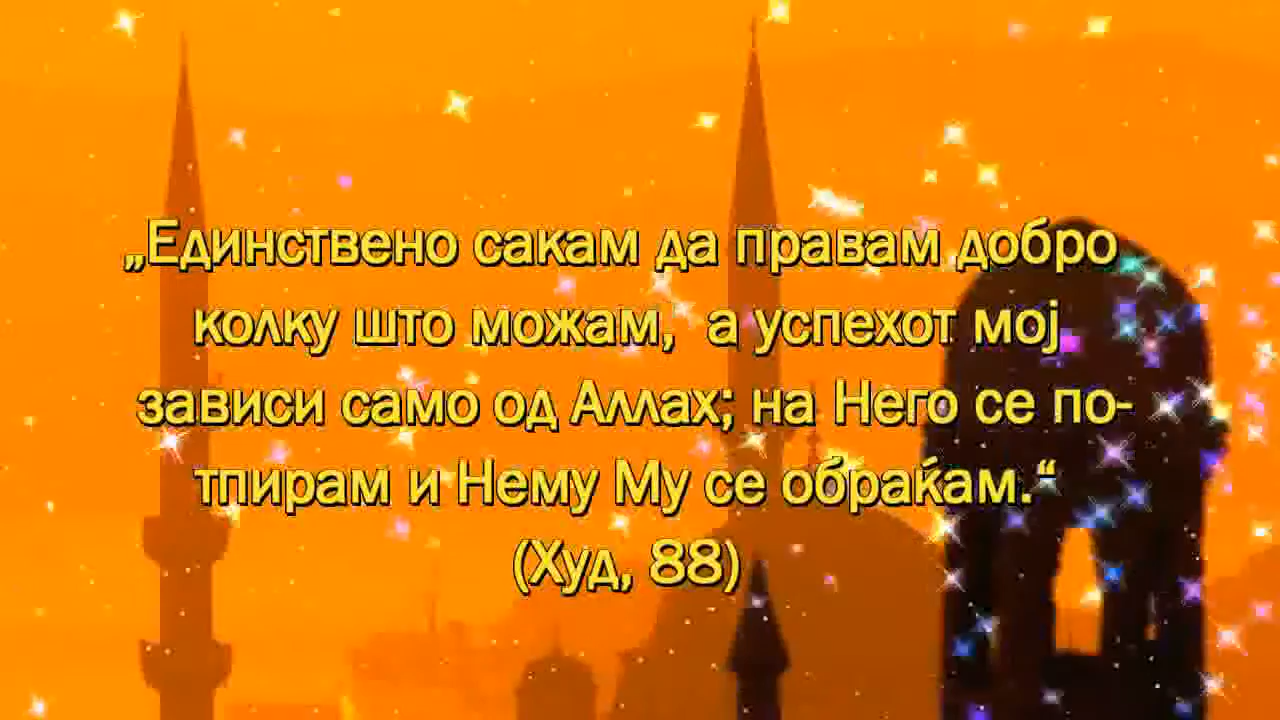 „Единствено сакам да правам добро
колку што можам, а успехот мој
зависи само од Аллах; на Него се по-
тпирам и Нему Му се обраќам.“
(Худ, 88)